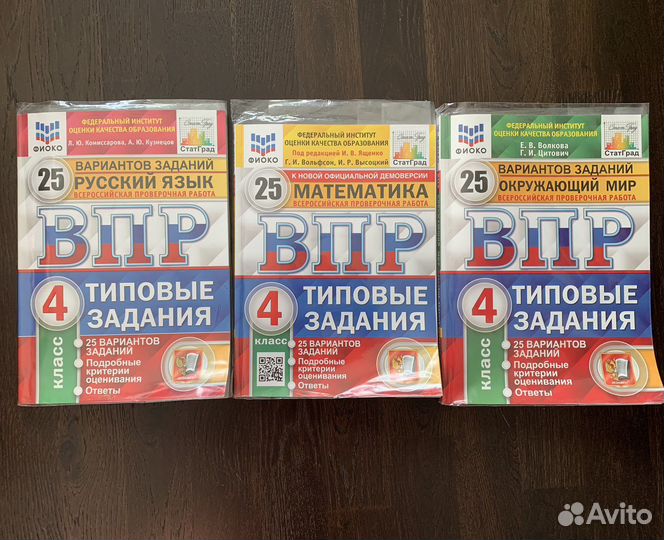 ФЕДЕРАЛЬНЫЙ ИНСТИТУТ
ОЦЕНКИ КАЧЕСТВА ОБРАЗОВАНИЯ
Л. Ю. Комиссарова, А. Ю. Кузнецов
ФИОКО
СтатГрад
25
ВАРИАНТОВ ЗАДАНИЙ
РУССКИЙ ЯЗЫК
ВСЕРОССИЙСКАЯ ПРОВЕРОЧНАЯ РАБОТА
ВПР
4
класс
ТИПОВЫЕ
ЗАДАНИЯ
25 ВАРИАНТОВ
ЗАДАНИЙ
Подробные
критерии
оценивания
Ответы
ФЕДЕРАЛЬНЫЙ ИНСТИТУТ
ОЦЕНКИ КАЧЕСТВА ОБРАЗОВАНИЯ
Под редакцией И. В. Ященко
Г. И. Вольфсон, И. Р. Высоцкий
ФИОКО
СтатГрад
25
К НОВОЙ ОФИЦИАЛЬНОЙ ДЕМОВЕРСИИ
МАТЕМАТИКА
ВСЕРОССИЙСКАЯ ПРОВЕРОЧНАЯ РАБОТА
ВПР
4
класс
ТИПОВЫЕ
ЗАДАНИЯ
25 ВАРИАНТОВ
ЗАДАНИЙ
Подробные
критерии
оценивания
Ответы
ФЕДЕРАЛЬНЫЙ ИНСТИТУТ
ОЦЕНКИ КАЧЕСТВА ОБРАЗОВАНИЯ
Е. В. Волкова
Г. И. Цитович
ФИОКО
СтатГрад
25
ВАРИАНТОВ ЗАДАНИЙ
ОКРУЖАЮЩИЙ МИР
ВСЕРОССИЙСКАЯ ПРОВЕРОЧНАЯ РАБОТА
ВПР
4
класс
ТИПОВЫЕ
ЗАДАНИЯ
25 ВАРИАНТОВ
ЗАДАНИЙ
Подробные
критерии
оценивания
Ответы
Avito